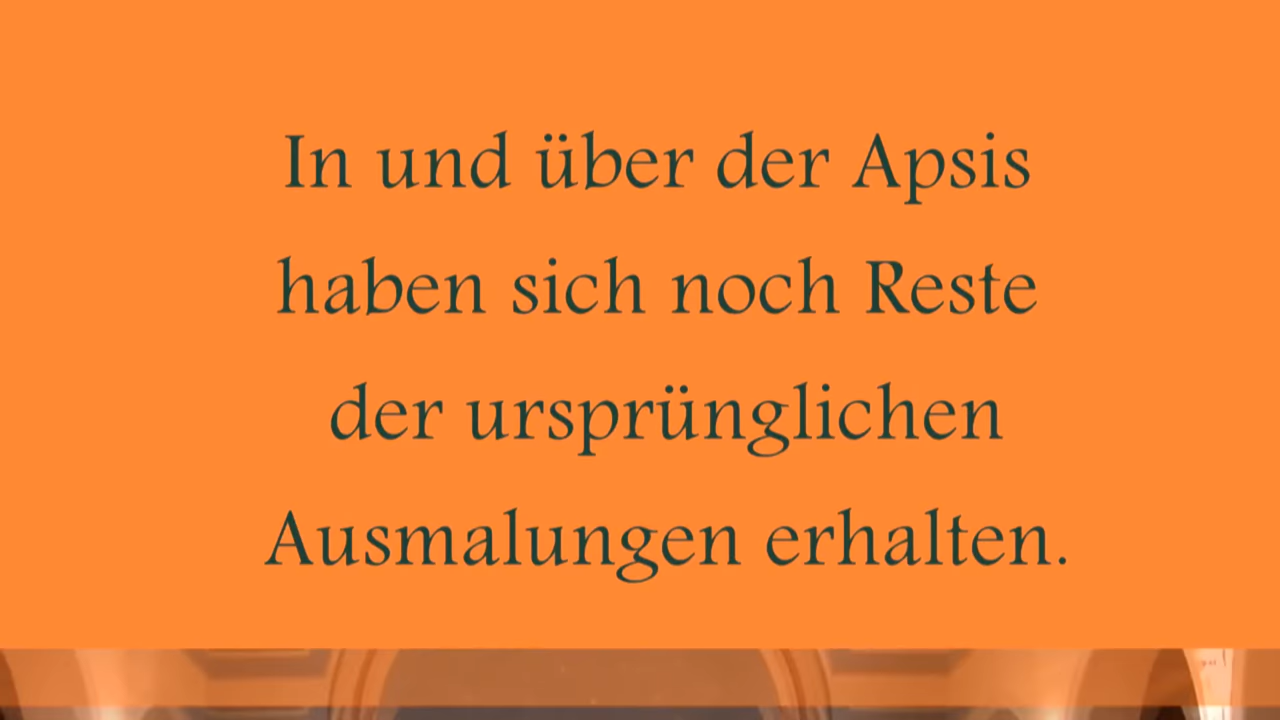 In und über der Apsis
haben sich noch Reste
der ursprünglichen
Ausmalungen erhalten.